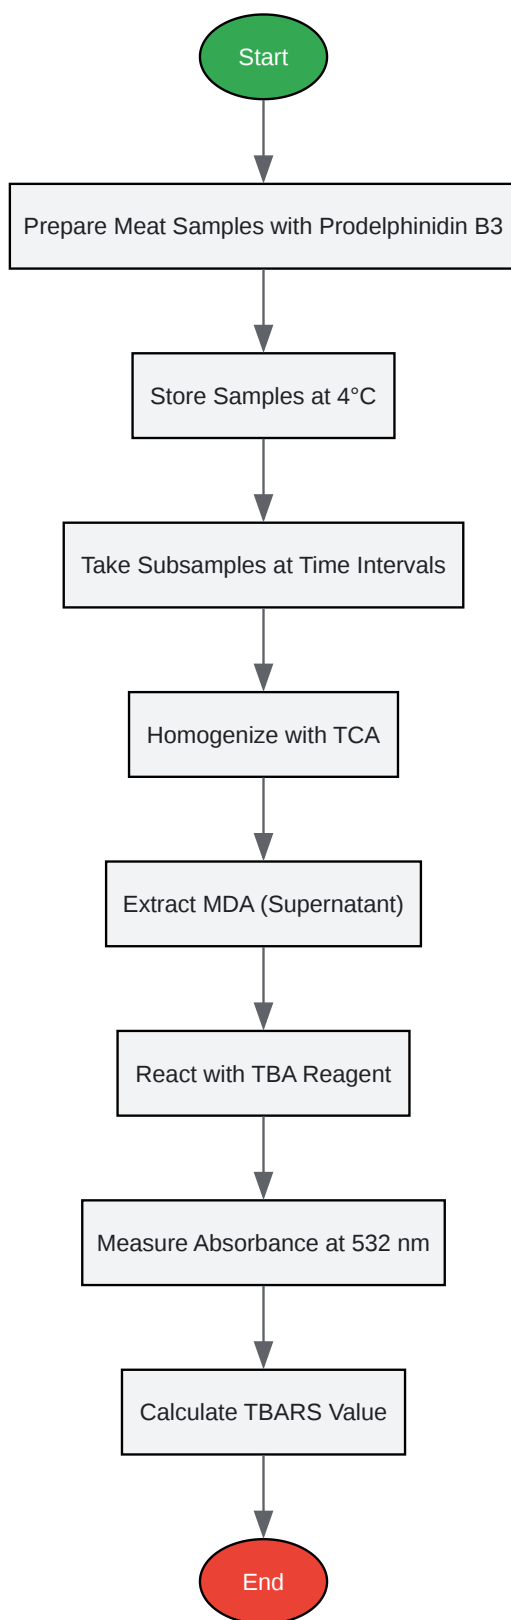 Start
Prepare Meat Samples with Prodelphinidin B3
Store Samples at 4°C
Take Subsamples at Time Intervals
Homogenize with TCA
Extract MDA (Supernatant)
React with TBA Reagent
Measure Absorbance at 532 nm
Calculate TBARS Value
End